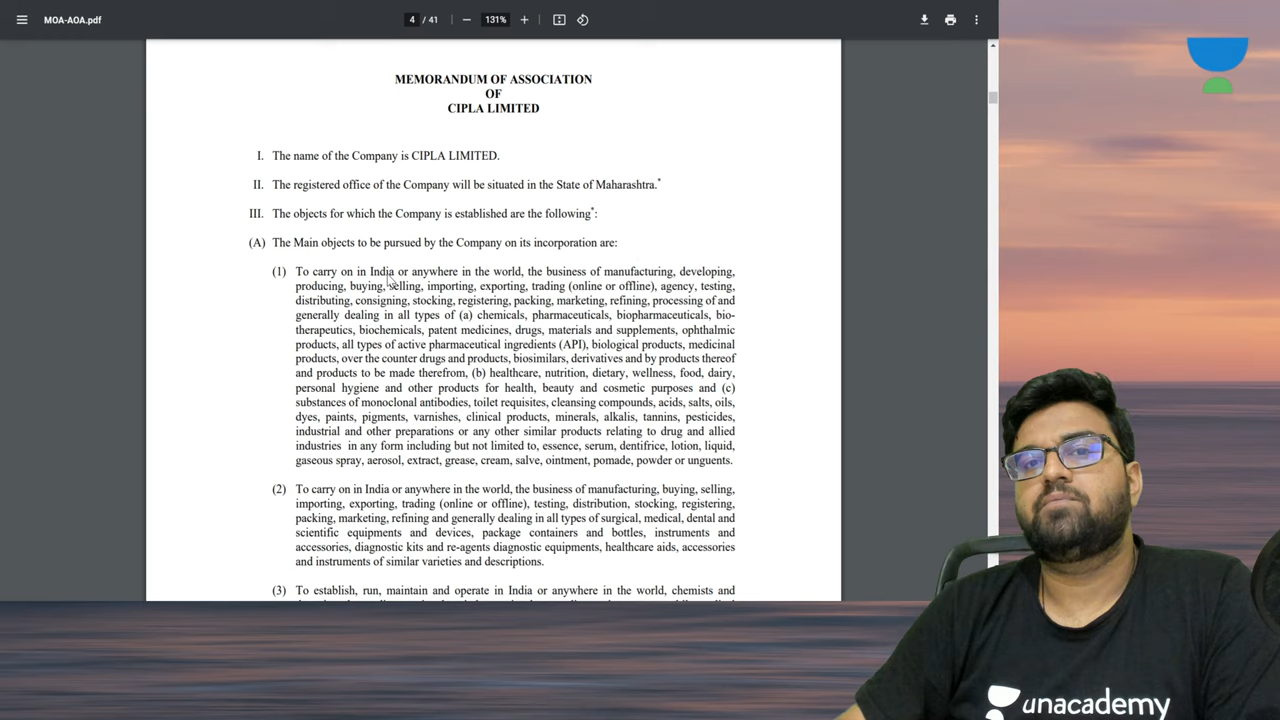 MOA-AOA.pdf
4 / 41
131%
MEMORANDUM OF ASSOCIATION
OF
CIPLA LIMITED
I. The name of the Company is CIPLA LIMITED.
II. The registered office of the Company will be situated in the State of Maharashtra.*
III. The objects for which the Company is established are the following*:
(A) The Main objects to be pursued by the Company on its incorporation are:
(1) To carry on in India or anywhere in the world, the business of manufacturing, developing,
producing, buying, selling, importing, exporting, trading (online or offline), agency, testing,
distributing, consigning, stocking, registering, packing, marketing, refining, processing of and
generally dealing in all types of (a) chemicals, pharmaceuticals, biopharmaceuticals, bio-
therapeutics, biochemicals, patent medicines, drugs, materials and supplements, ophthalmic
products, all types of active pharmaceutical ingredients (API), biological products, medicinal
products, over the counter drugs and products, biosimilars, derivatives and by products thereof
and products to be made therefrom, (b) healthcare, nutrition, dietary, wellness, food, dairy,
personal hygiene and other products for health, beauty and cosmetic purposes and (c)
substances of monoclonal antibodies, toilet requisites, cleansing compounds, acids, salts, oils,
dyes, paints, pigments, varnishes, clinical products, minerals, alkalis, tannins, pesticides,
industrial and other preparations or any other similar products relating to drug and allied
industries in any form including but not limited to, essence, serum, dentifrice, lotion, liquid,
gaseous spray, aerosol, extract, grease, cream, salve, ointment, pomade, powder or unguents.
(2) To carry on in India or anywhere in the world, the business of manufacturing, buying, selling,
importing, exporting, trading (online or offline), testing, distribution, stocking, registering,
packing, marketing, refining and generally dealing in all types of surgical, medical, dental and
scientific equipments and devices, package containers and bottles, instruments and
accessories, diagnostic kits and re-agents diagnostic equipments, healthcare aids, accessories
and instruments of similar varieties and descriptions.
(3) To establish, run, maintain and operate in India or anywhere in the world, chemists and
unacademy